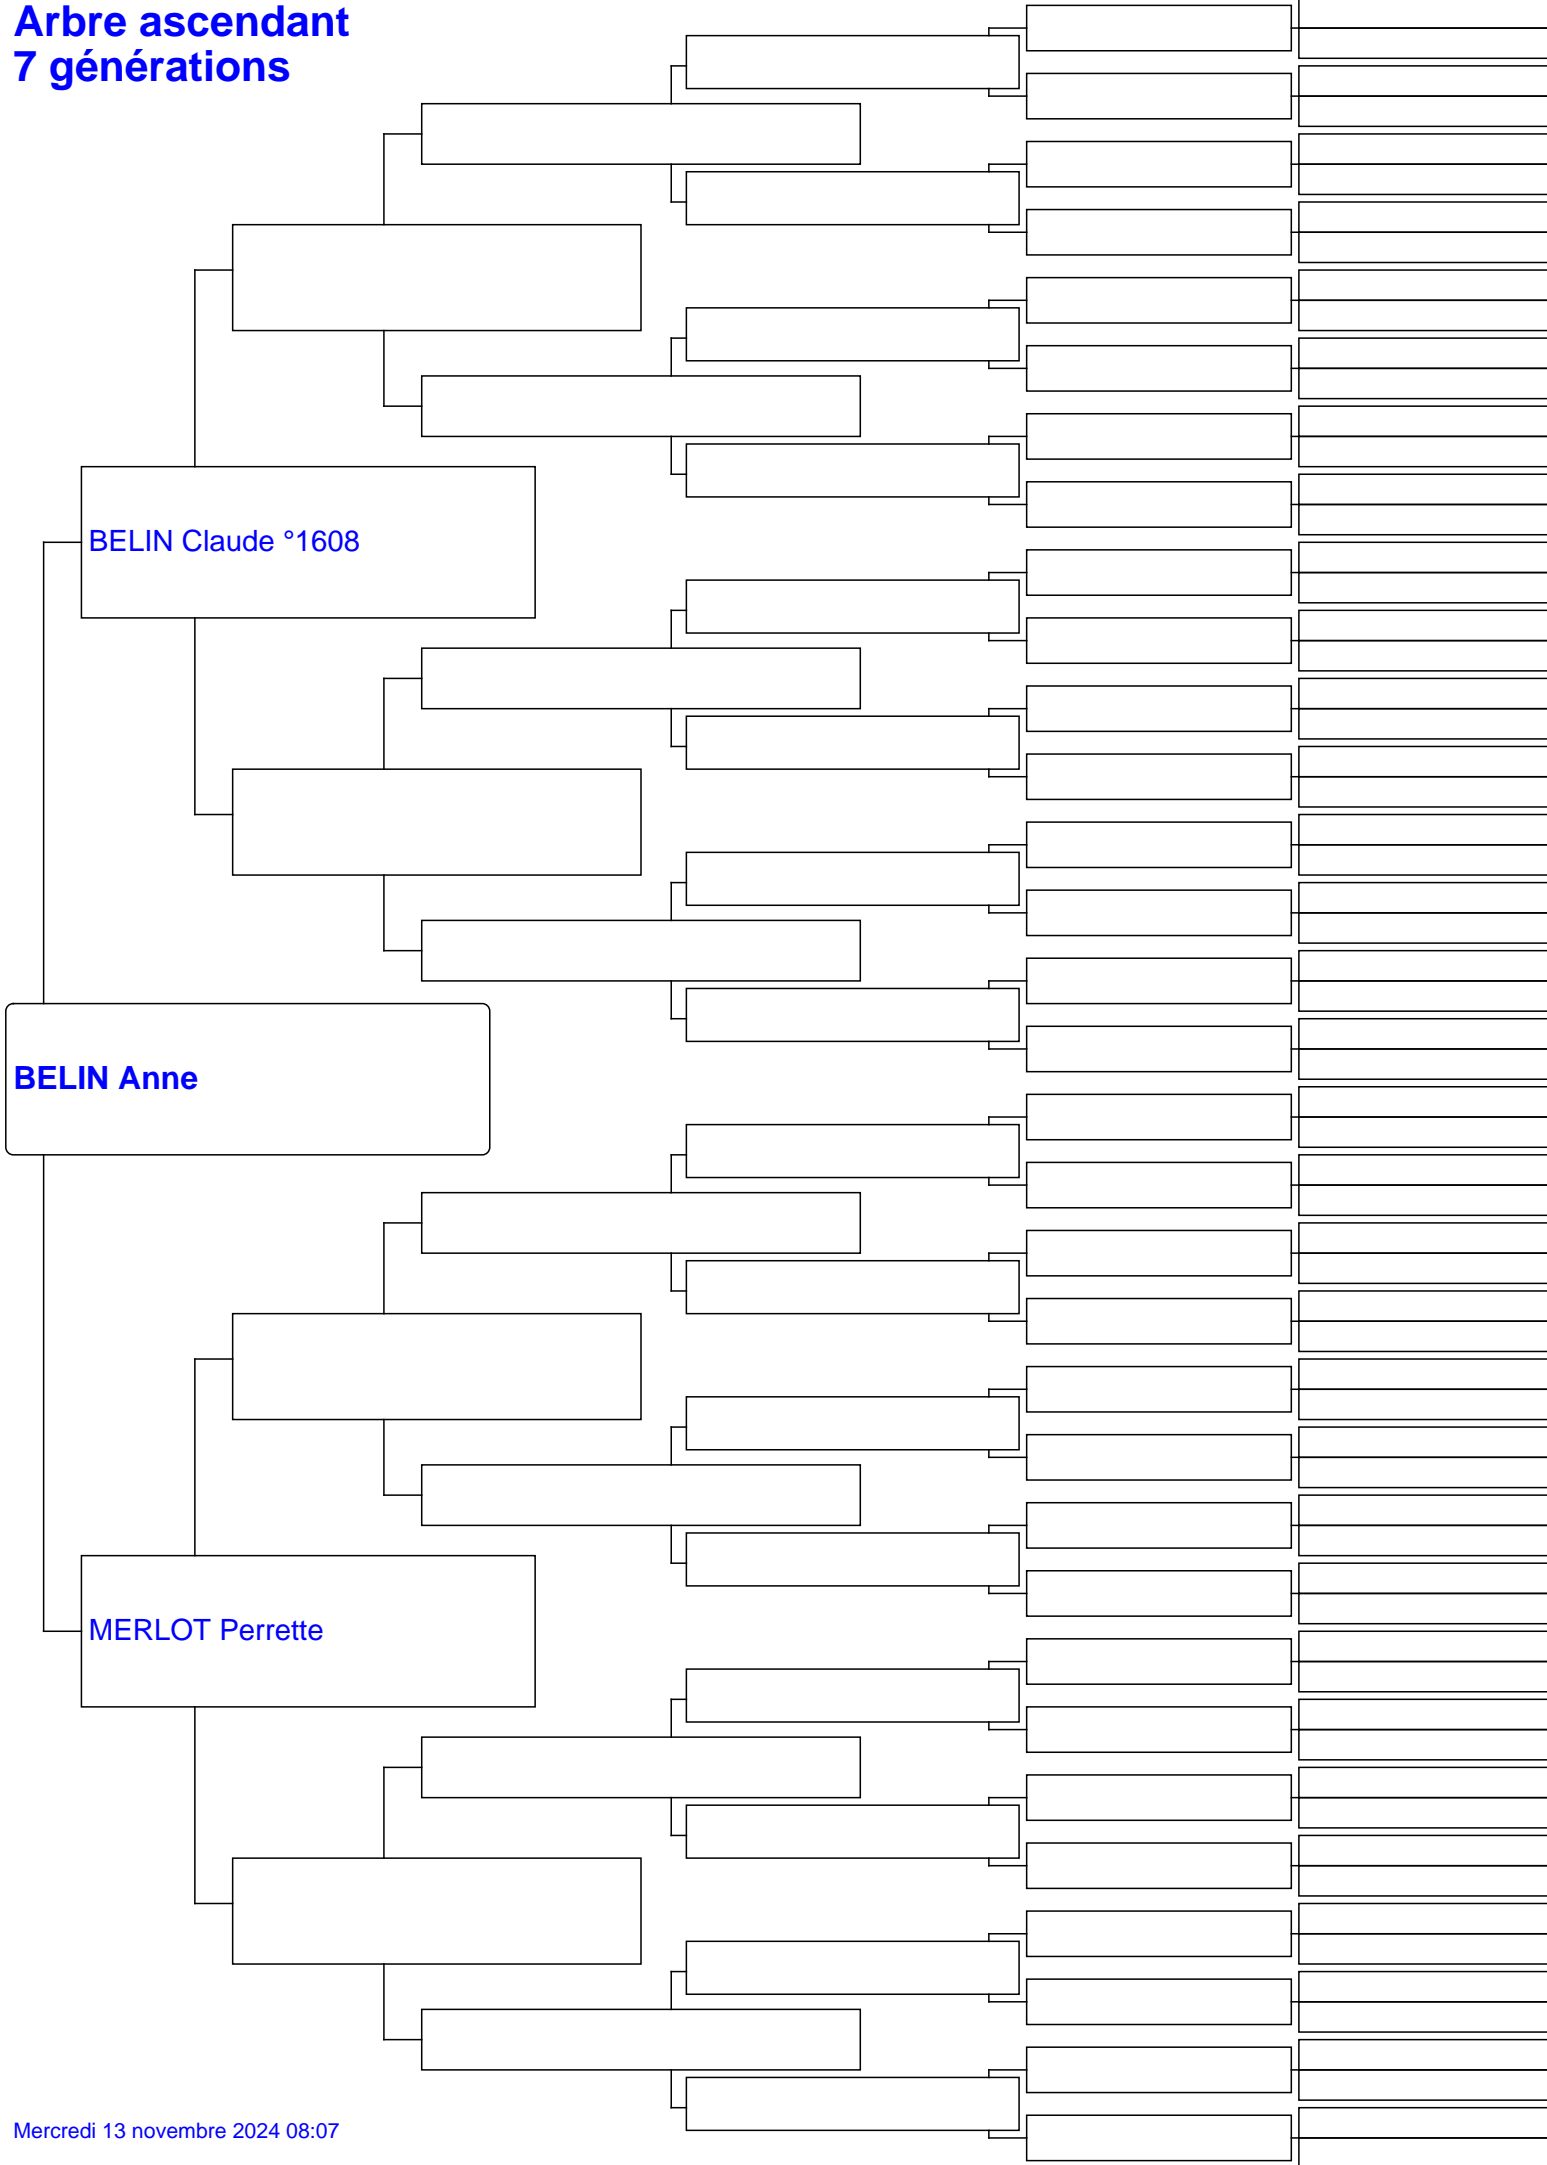 Arbre ascendant
7 générations
BELIN Claude °1608
BELIN Anne
MERLOT Perrette
Mercredi 13 novembre 2024 08:07